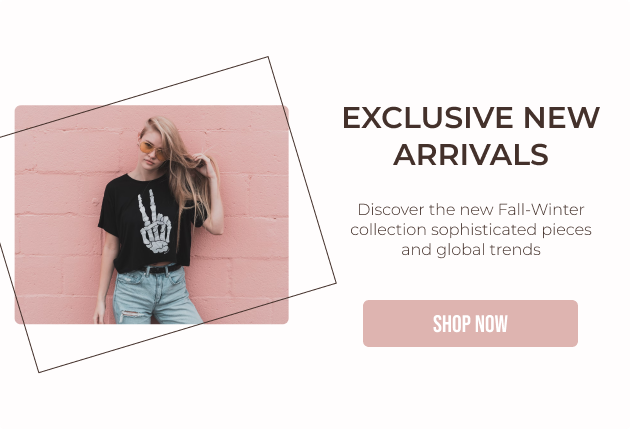 EXCLUSIVE NEW
ARRIVALS
Discover the new Fall-Winter
collection sophisticated pieces
and global trends
SHOP NOW